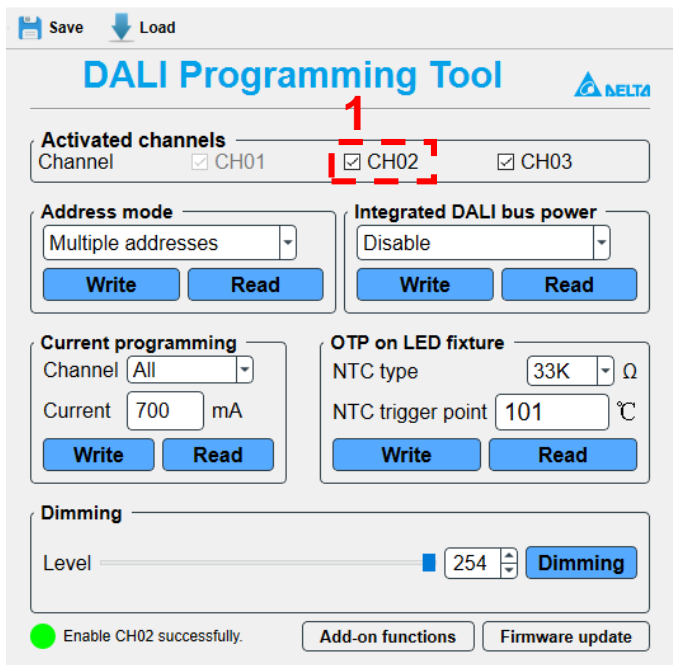 Save Load
DALI Programming Tool
DELTA
1
Activated channels
Channel CH01 CH02 CH03
Address mode Integrated DALI bus power
Multiple addresses Disable
Write Read Write Read
Current programming OTP on LED fixture
Channel All NTC type 33K Ω
Current 700 mA NTC trigger point 101 ℃
Write Read Write Read
Dimming
Level 254 Dimming
Enable CH02 successfully. Add-on functions Firmware update